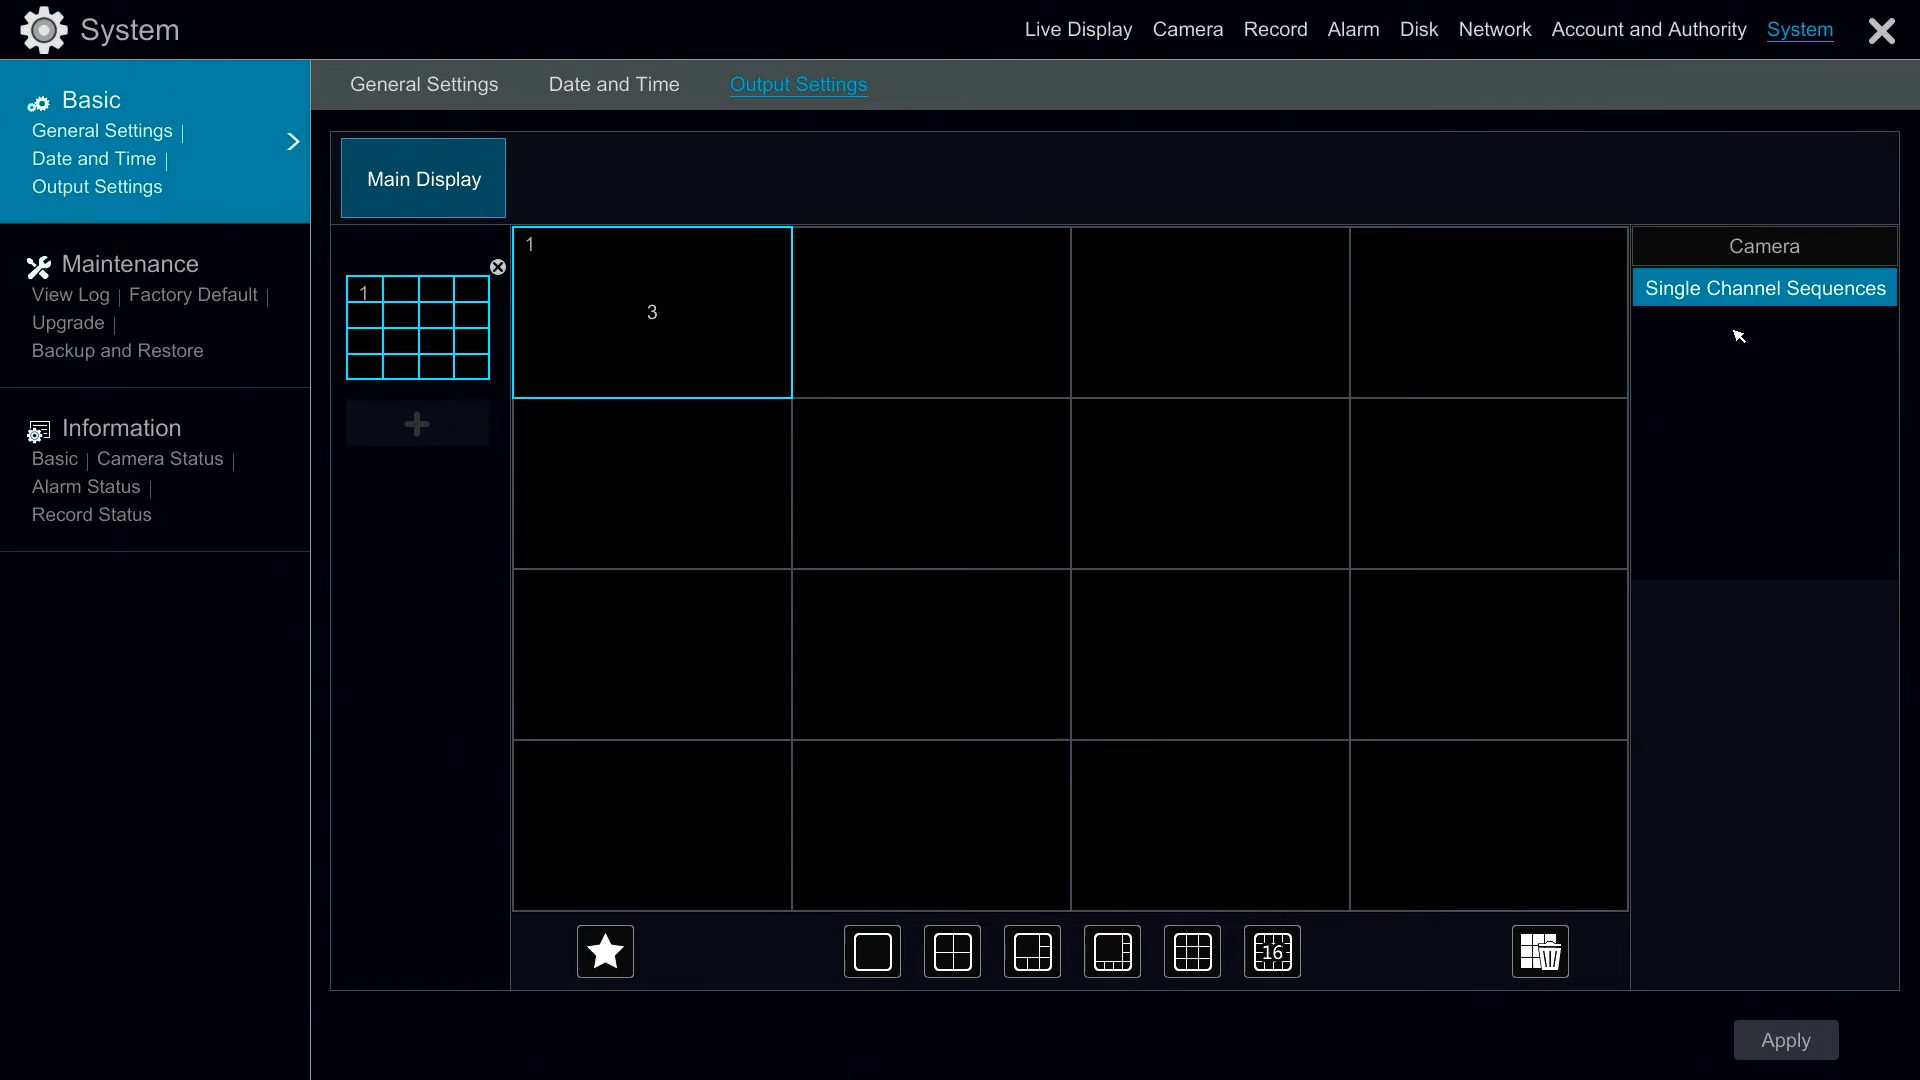 System
Live Display Camera Record Alarm Disk Network Account and Authority System
Basic
General Settings |
Date and Time |
Output Settings
General Settings Date and Time Output Settings
Maintenance
View Log | Factory Default |
Upgrade |
Backup and Restore
Information
Basic | Camera Status |
Alarm Status |
Record Status
Main Display
1
1
3
Camera
Single Channel Sequences
16
Apply